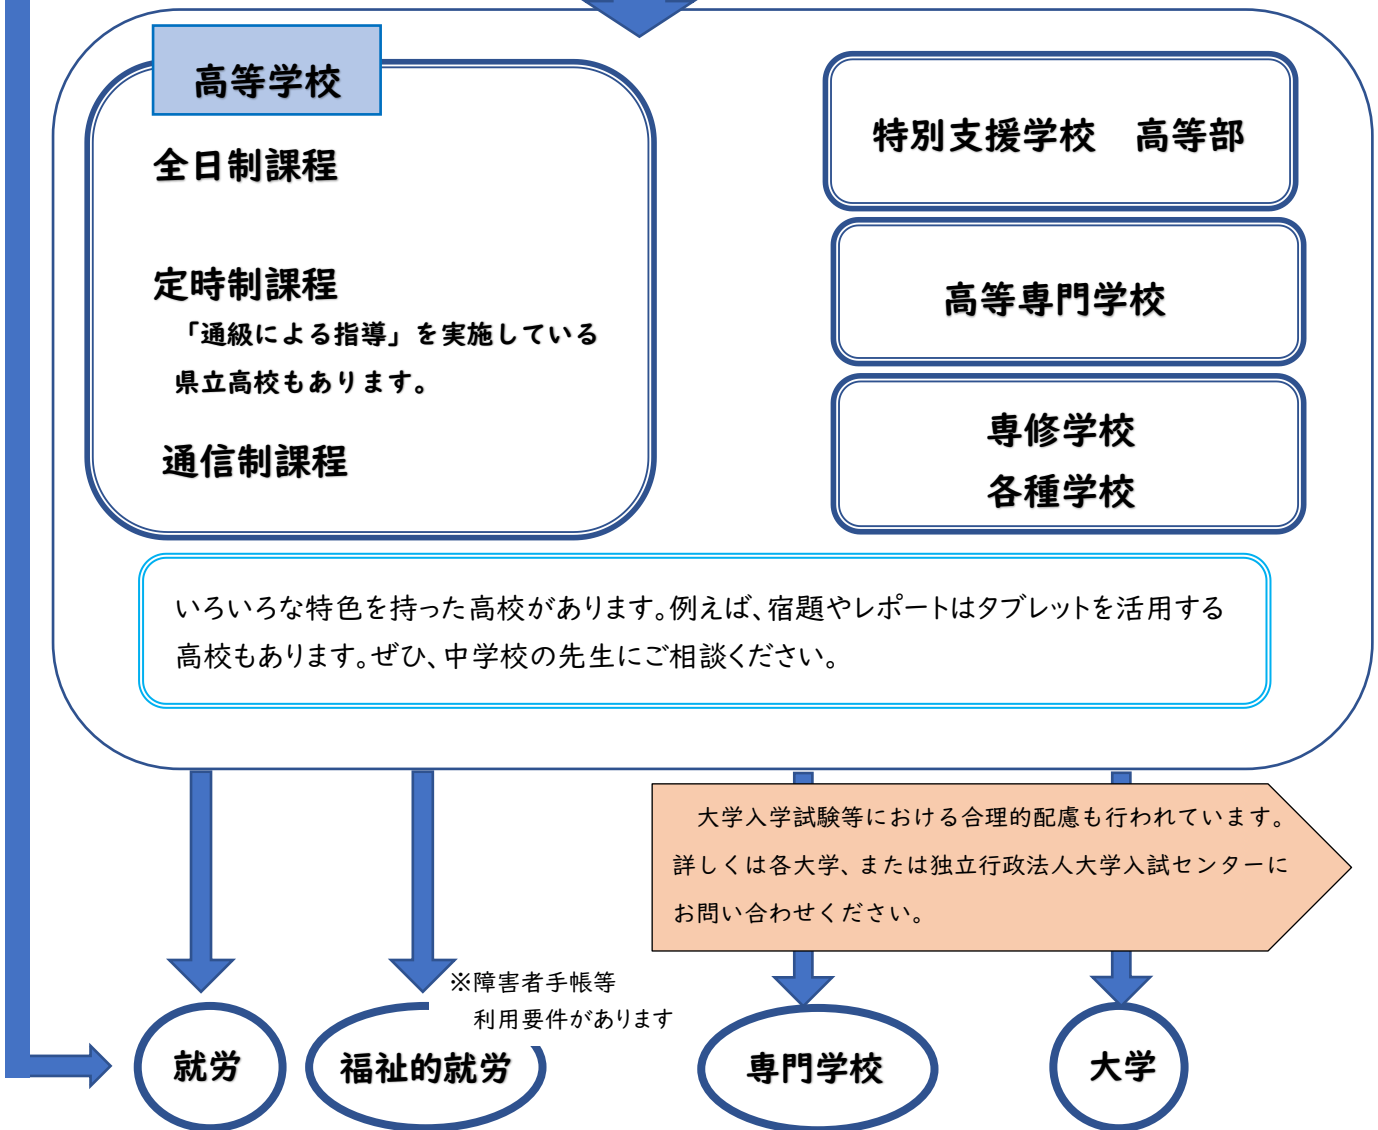 高等学校
全日制課程
定時制課程
「通級による指導」を実施している
県立高校もあります。
通信制課程
特別支援学校　高等部
高等専門学校
専修学校
各種学校
いろいろな特色を持った高校があります。例えば、宿題やレポートはタブレットを活用する
高校もあります。ぜひ、中学校の先生にご相談ください。
大学入学試験等における合理的配慮も行われています。
詳しくは各大学、または独立行政法人大学入試センターに
お問い合わせください。
※障害者手帳等
利用要件があります
就労
福祉的就労
専門学校
大学